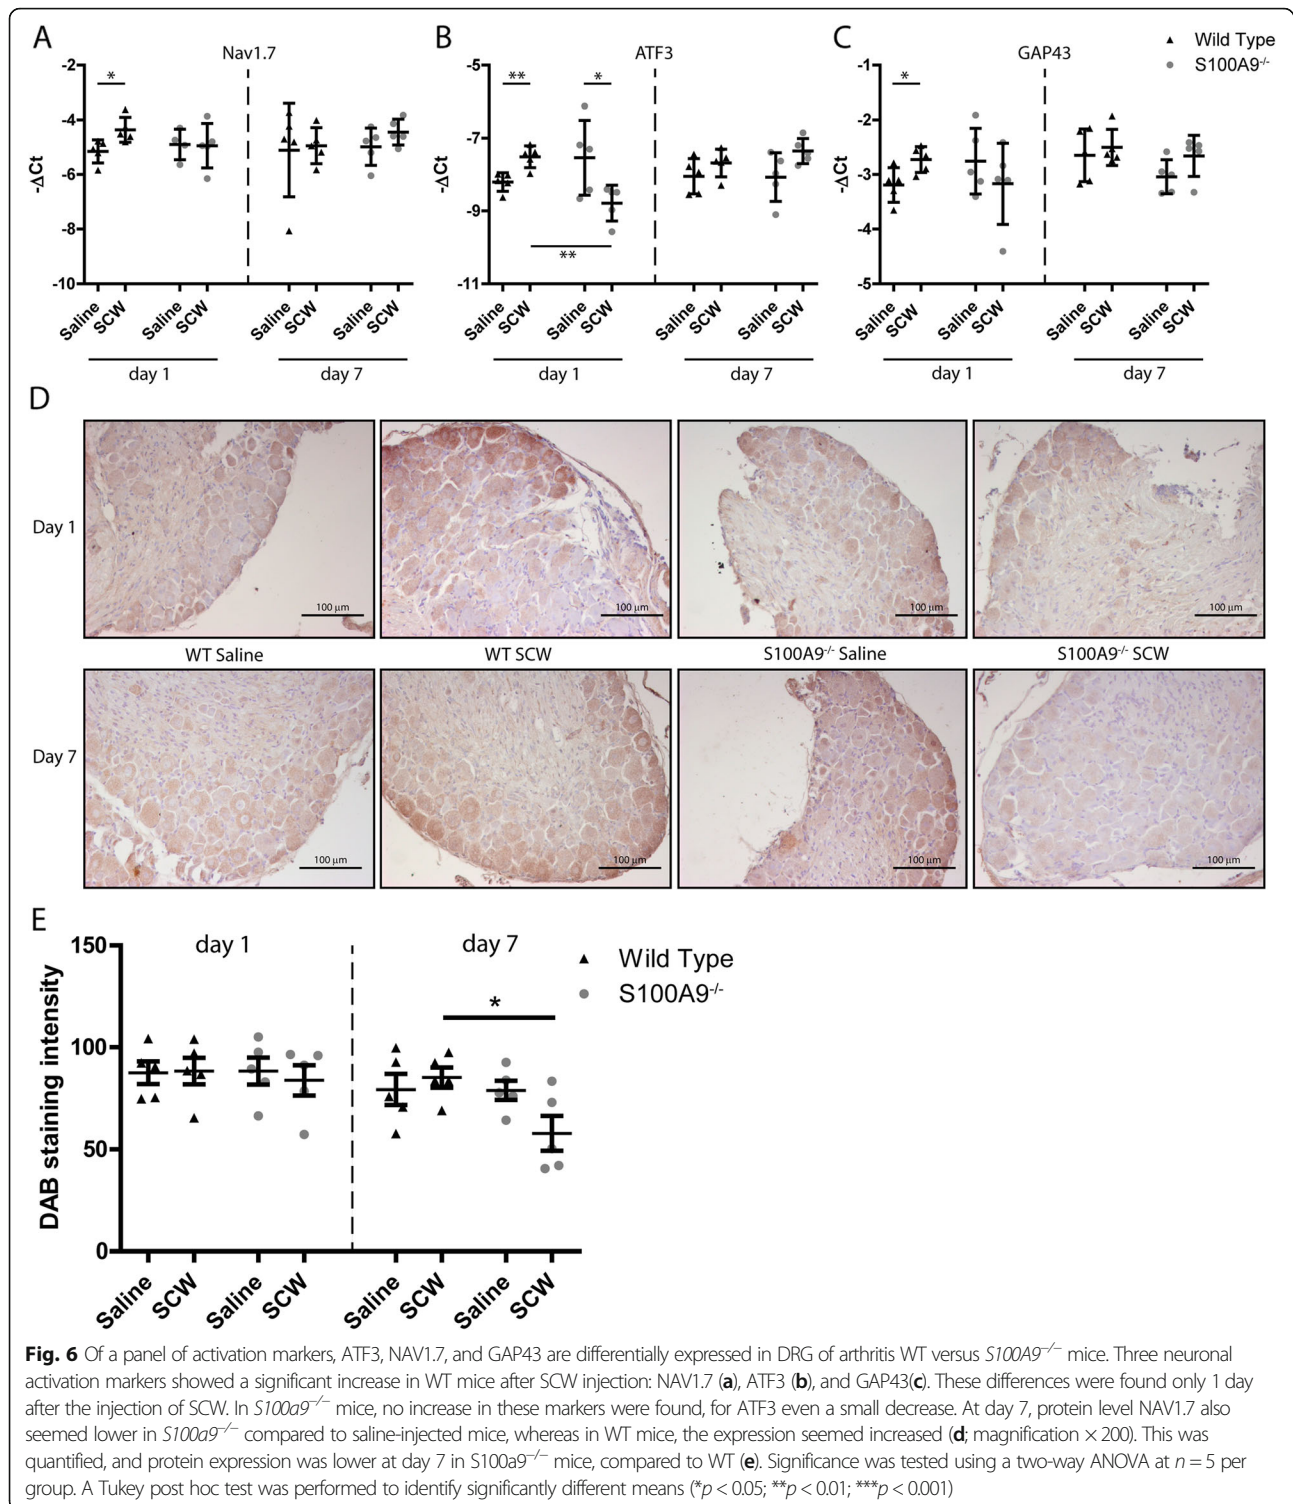 A
Nav1.7
-ΔCt
-2
-4
-6
-8
-10
*
Saline
SCW
Saline
SCW
Saline
SCW
Saline
SCW
day 1
day 7
B
ATF3
-ΔCt
-5
-7
-9
-11
**
*
**
Saline
SCW
Saline
SCW
Saline
SCW
Saline
SCW
day 1
day 7
C
GAP43
Wild Type
S100A9-/-
-ΔCt
-1
-2
-3
-4
-5
*
Saline
SCW
Saline
SCW
Saline
SCW
Saline
SCW
day 1
day 7
D
Day 1
100 µm
100 µm
100 µm
100 µm
WT Saline
WT SCW
S100A9-/- Saline
S100A9-/- SCW
Day 7
100 µm
100 µm
100 µm
100 µm
E
day 1
day 7
Wild Type
S100A9-/-
DAB staining intensity
150
100
50
0
*
Saline
SCW
Saline
SCW
Saline
SCW
Saline
SCW
Fig. 6 Of a panel of activation markers, ATF3, NAV1.7, and GAP43 are differentially expressed in DRG of arthritis WT versus S100A9−/− mice. Three neuronal
activation markers showed a significant increase in WT mice after SCW injection: NAV1.7 (a), ATF3 (b), and GAP43(c). These differences were found only 1 day
after the injection of SCW. In S100a9−/− mice, no increase in these markers were found, for ATF3 even a small decrease. At day 7, protein level NAV1.7 also
seemed lower in S100a9−/− compared to saline-injected mice, whereas in WT mice, the expression seemed increased (d; magnification × 200). This was
quantified, and protein expression was lower at day 7 in S100a9−/− mice, compared to WT (e). Significance was tested using a two-way ANOVA at n = 5 per
group. A Tukey post hoc test was performed to identify significantly different means (*p < 0.05; **p < 0.01; ***p < 0.001)